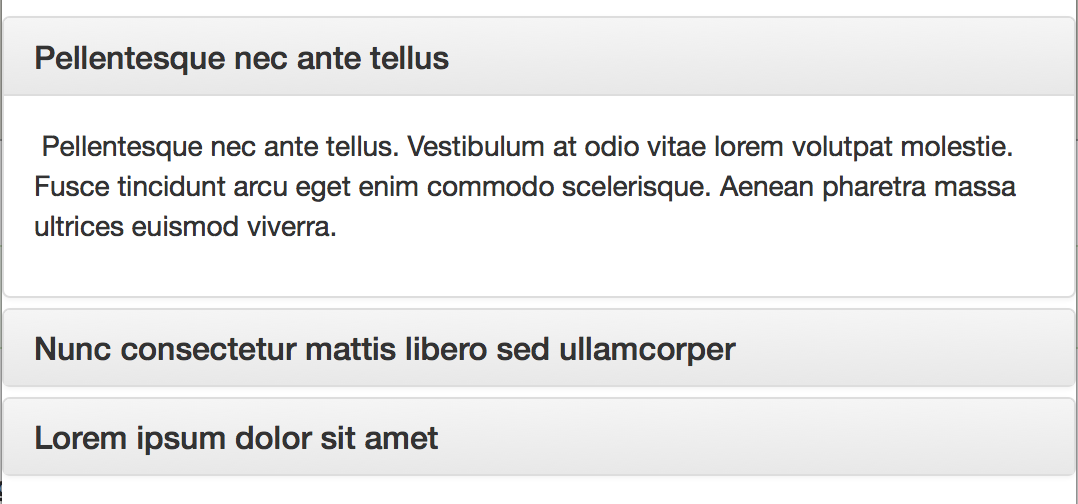 Pellentesque nec ante tellus
Pellentesque nec ante tellus. Vestibulum at odio vitae lorem volutpat molestie.
Fusce tincidunt arcu eget enim commodo scelerisque. Aenean pharetra massa
ultrices euismod viverra.
Nunc consectetur mattis libero sed ullamcorper
Lorem ipsum dolor sit amet